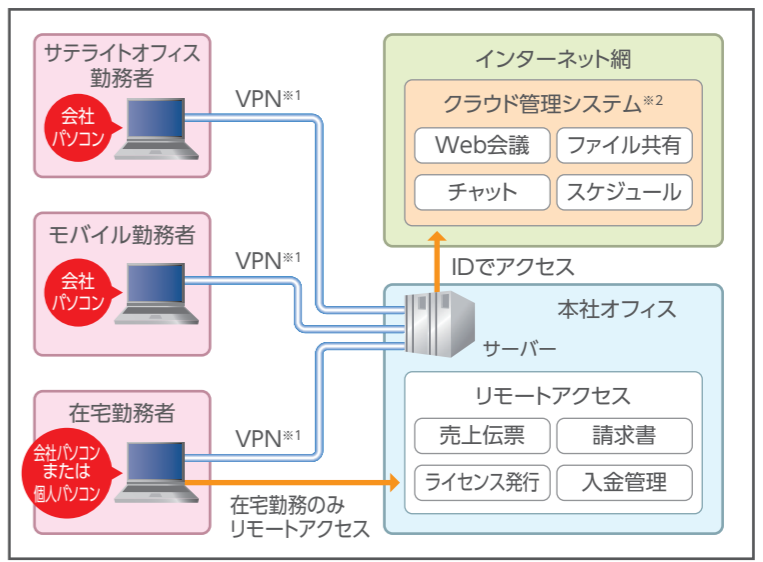 サテライトオフィス
勤務者
会社
パソコン
VPN※1
モバイル勤務者
会社
パソコン
VPN※1
在宅勤務者
会社パソコン
または
個人パソコン
VPN※1
在宅勤務のみ
リモートアクセス
インターネット網
クラウド管理システム※2
Web会議
ファイル共有
チャット
スケジュール
IDでアクセス
本社オフィス
サーバー
リモートアクセス
売上伝票
請求書
ライセンス発行
入金管理